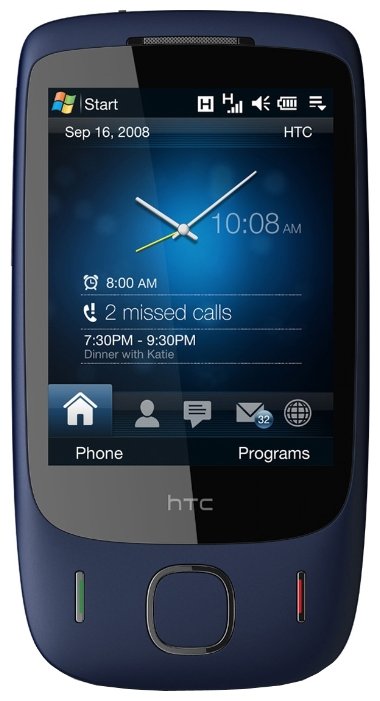 Start
H H
Sep 16, 2008 HTC
10:08 AM
8:00 AM
2 missed calls
7:30PM - 9:30PM
Dinner with Katie
32
Phone Programs
hTC